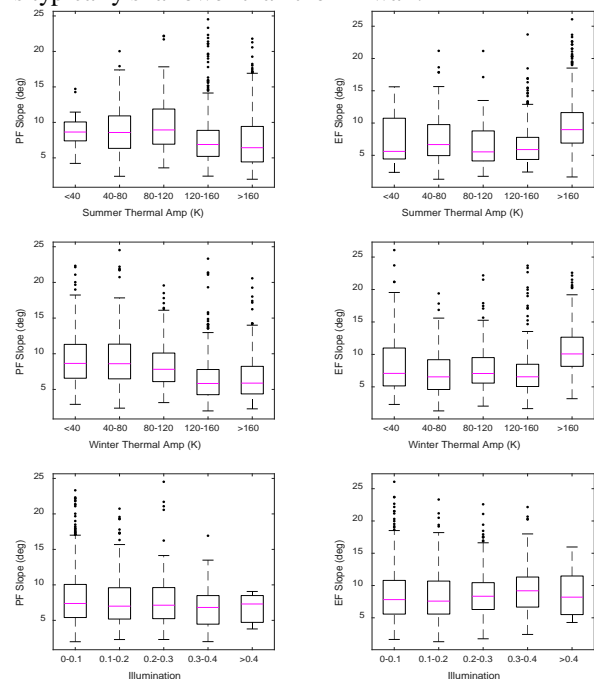 typically shallower than the
25
20
15
10
5
PF Slope (deg)
<40 40-80 80-120 120-160 >160
Summer Thermal Amp (K)
25
20
15
10
5
EF Slope (deg)
<40 40-80 80-120 120-160 >160
Summer Thermal Amp (K)
25
20
15
10
5
PF Slope (deg)
<40 40-80 80-120 120-160 >160
Winter Thermal Amp (K)
25
20
15
10
5
EF Slope (deg)
<40 40-80 80-120 120-160 >160
Winter Thermal Amp (K)
25
20
15
10
5
PF Slope (deg)
0-0.1 0.1-0.2 0.2-0.3 0.3-0.4 >0.4
Illumination
25
20
15
10
5
EF Slope (deg)
0-0.1 0.1-0.2 0.2-0.3 0.3-0.4 >0.4
Illumination